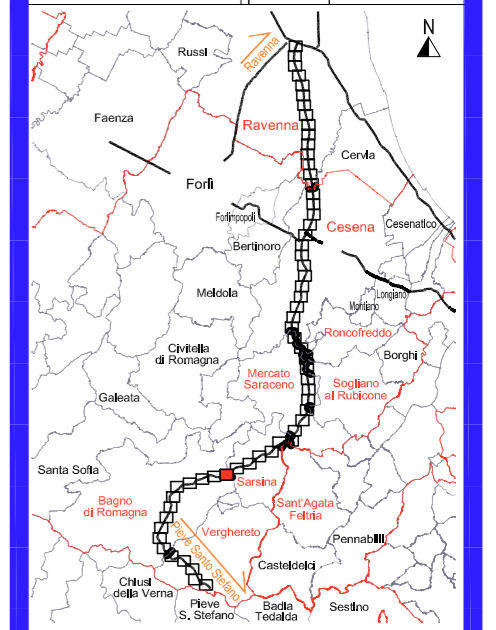 N
Russi
Ravenna
Faenza
Ravenna
Cervia
Forlì
Forlimpopoli
Cesena
Cesenatico
Bertinoro
Meldola
Longiano
Montiano
Roncofreddo
Civitella
di Romagna
Borghi
Mercato
Saraceno
Sogliano
al Rubicone
Galeata
Santa Sofia
Sarsina
Bagno
di Romagna
Sant'Agata
Feltria
Verghereto
Pieve Santo Stefano
Pennabilli
Casteldelci
Chiusi
della Verna
Pieve
S. Stefano
Badia
Tedalda
Sestino